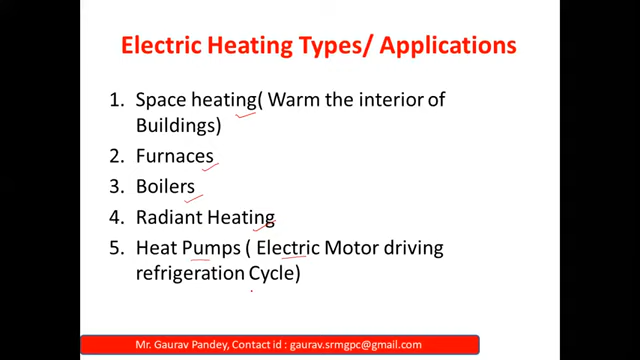 Electric Heating Types/ Applications
1. Space heating( Warm the interior of
Buildings)
2. Furnaces
3. Boilers
4. Radiant Heating
5. Heat Pumps ( Electric Motor driving
refrigeration Cycle)
Mr. Gaurav Pandey, Contact id : gaurav.srmgpc@gmail.com